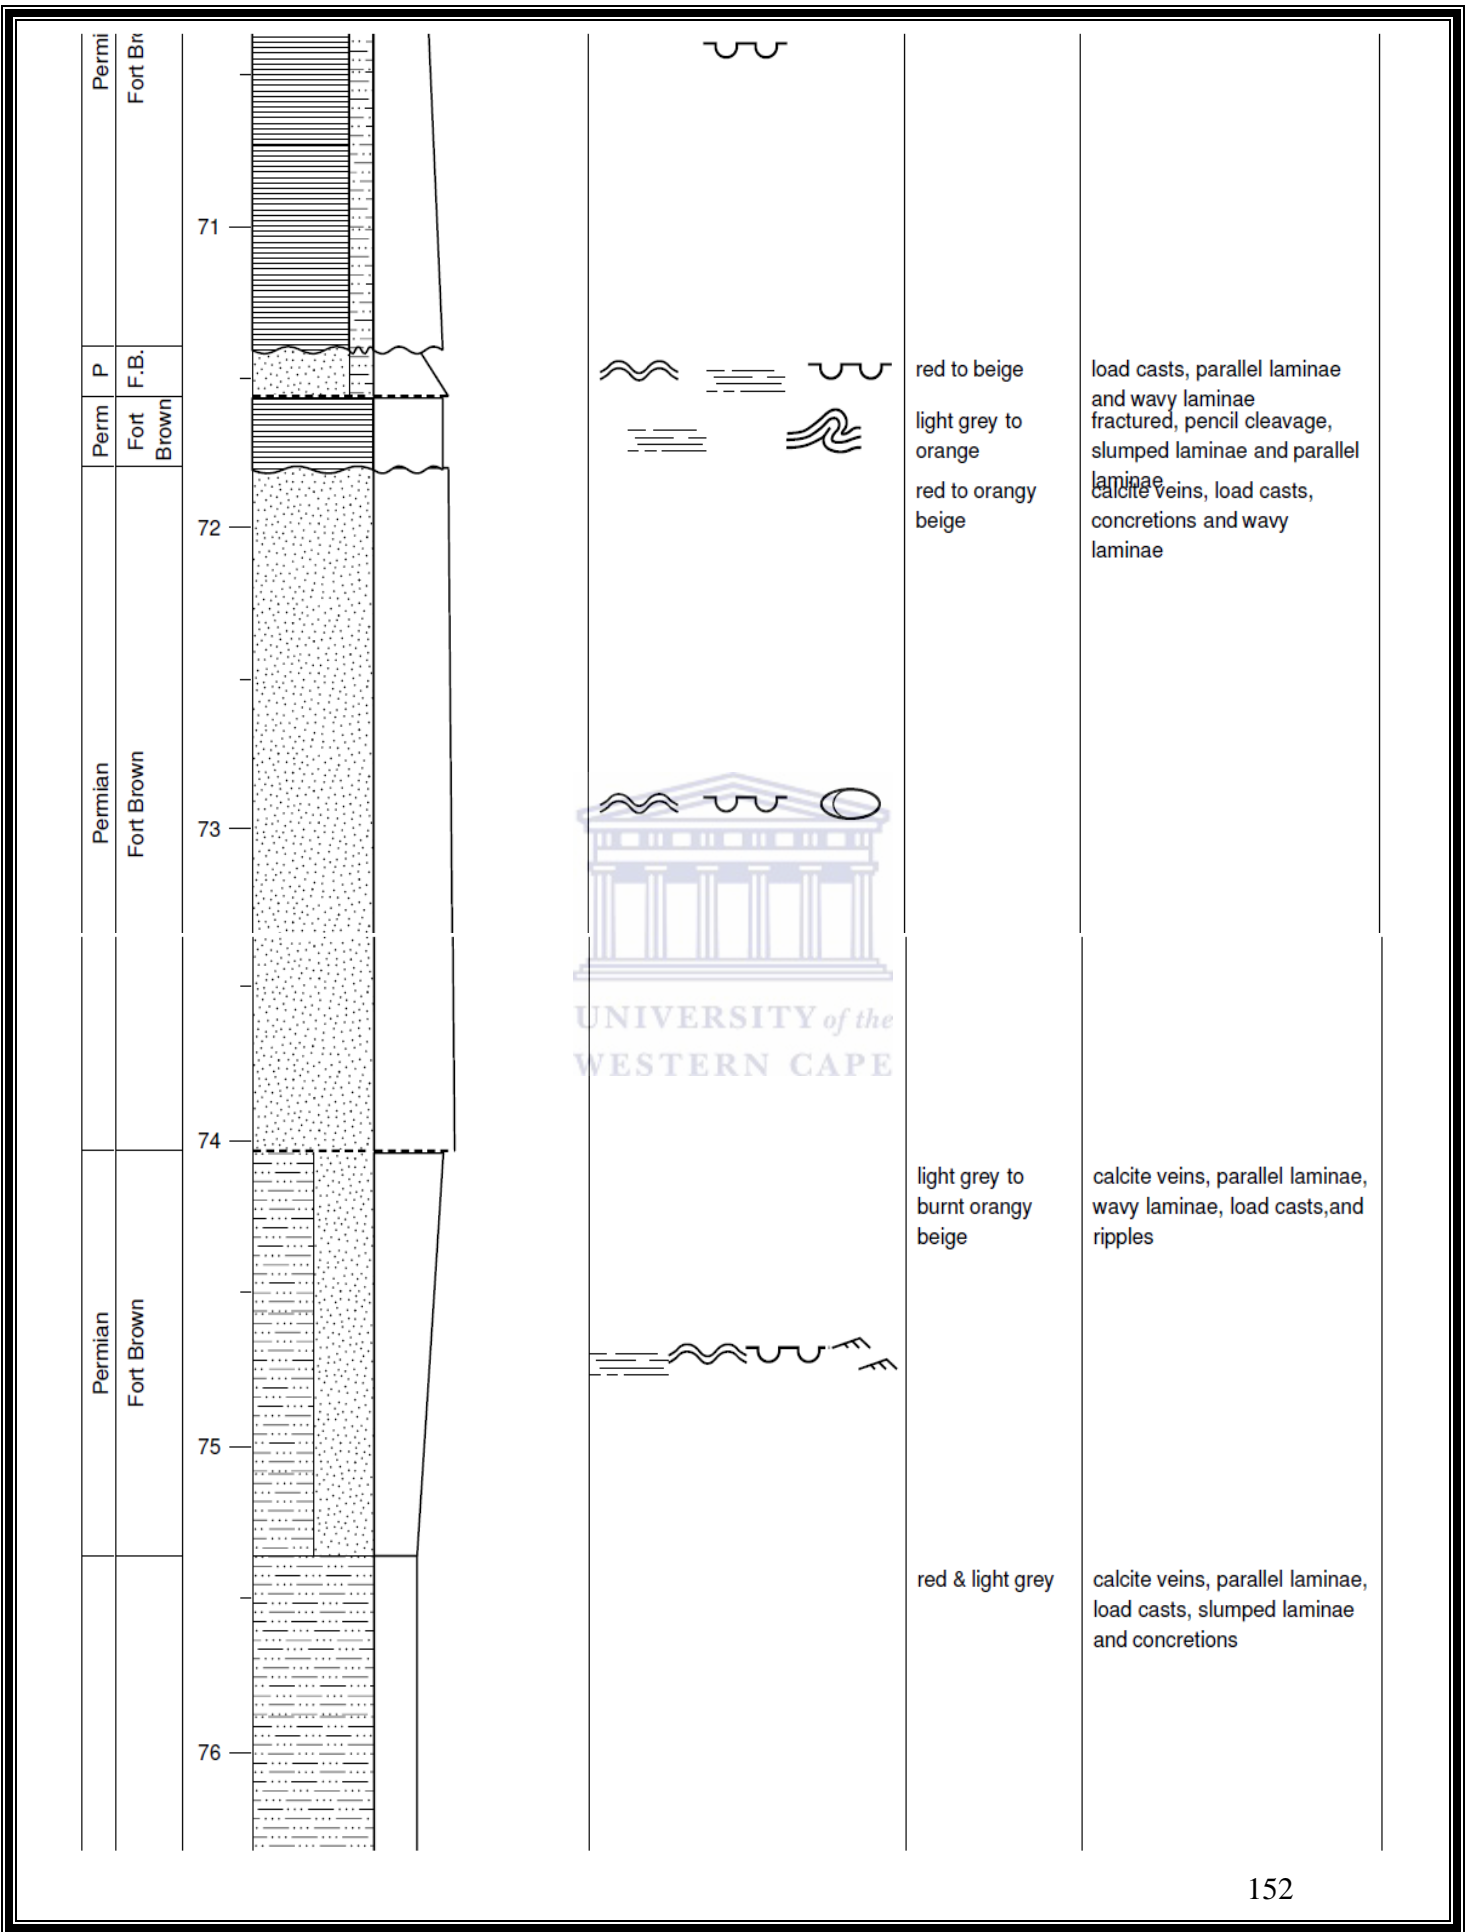 Permi
Fort Br
71
P
F.B.
red to beige
load casts, parallel laminae
and wavy laminae
Perm
Fort
Brown
light grey to
orange
fractured, pencil cleavage,
slumped laminae and parallel
laminae
red to orangy
beige
calcite veins, load casts,
concretions and wavy
laminae
72
Permian
Fort Brown
73
UNIVERSITY of the
WESTERN CAPE
74
light grey to
burnt orangy
beige
calcite veins, parallel laminae,
wavy laminae, load casts,and
ripples
Permian
Fort Brown
75
red & light grey
calcite veins, parallel laminae,
load casts, slumped laminae
and concretions
76
152